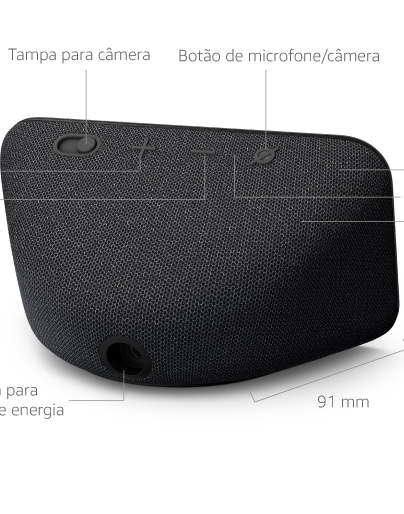 Tampa para câmera
Botão de microfone/câmera
para
e energia
91 mm